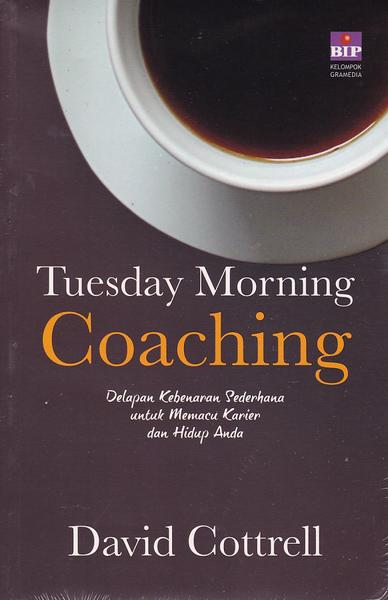 BIP
KELOMPOK
GRAMEDIA
Tuesday Morning
Coaching
Delapan Kebenaran Sederhana
untuk Memacu Karier
dan Hidup Anda
David Cottrell